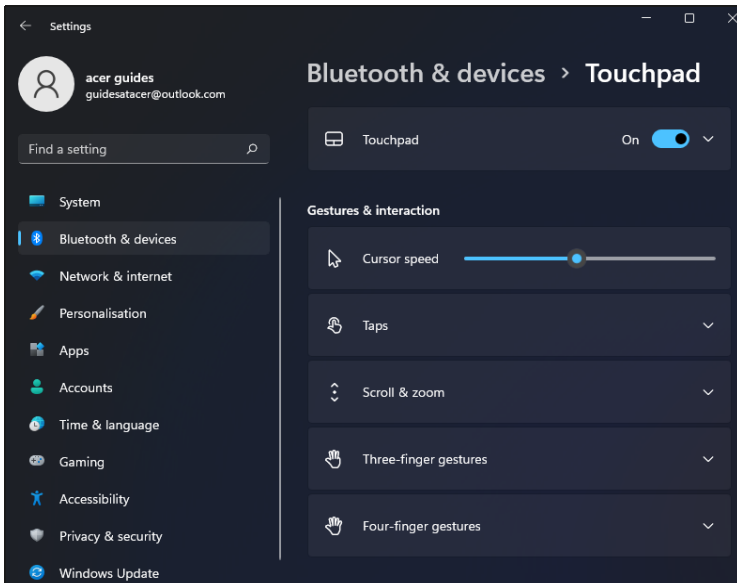 Settings
acer guides
guidesatacer@outlook.com
Find a setting
System
Bluetooth & devices
Network & internet
Personalisation
Apps
Accounts
Time & language
Gaming
Accessibility
Privacy & security
Windows Update
Bluetooth & devices > Touchpad
Touchpad On
Gestures & interaction
Cursor speed
Taps
Scroll & zoom
Three-finger gestures
Four-finger gestures